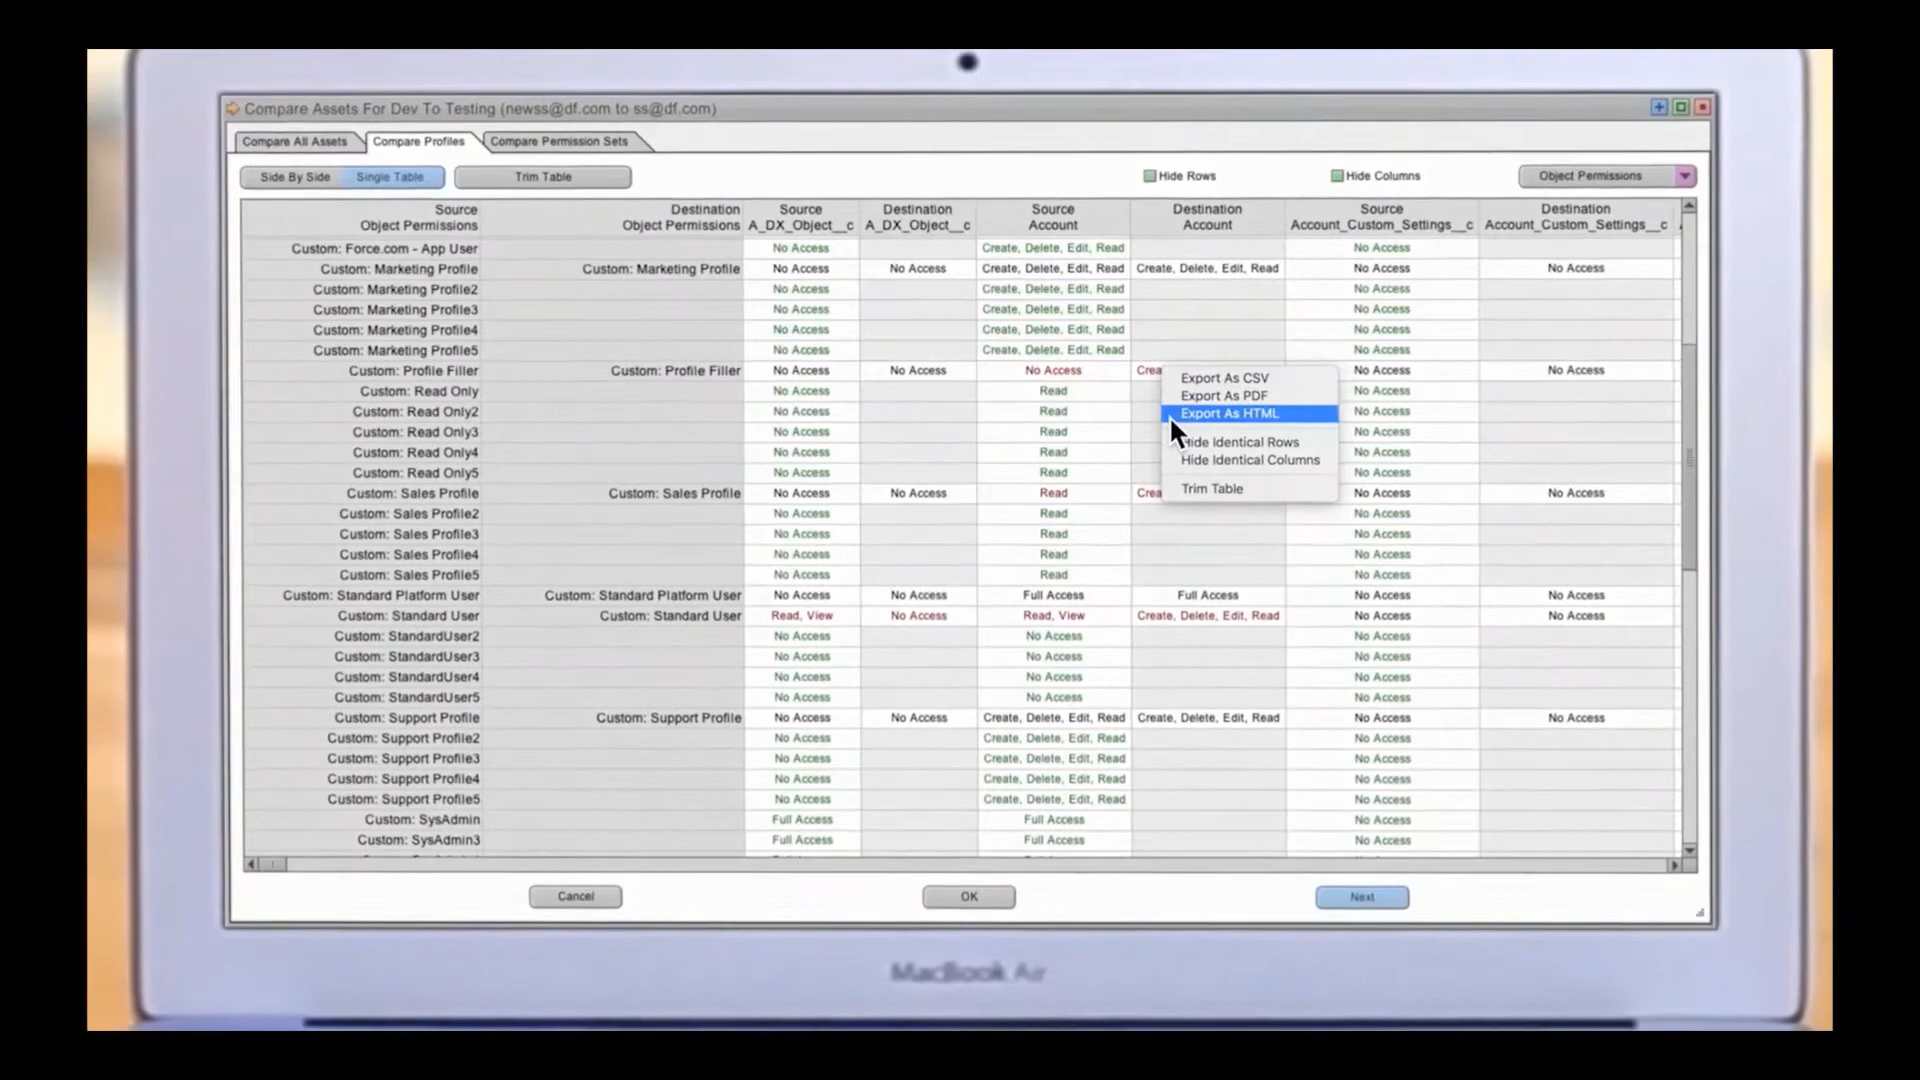 Compare Assets For Dev To Testing (newss@df.com to ss@df.com)
Compare All Assets Compare Profiles Compare Permission Sets
Side By Side Single Table Trim Table Hide Rows Hide Columns Object Permissions
Source Destination Source Destination Source Destination Source Destination
Object Permissions Object Permissions A_DX_Object__c A_DX_Object__c Account Account Account_Custom_Settings__c Account_Custom_Settings__c
Custom: Force.com - App User No Access Create, Delete, Edit, Read No Access
Custom: Marketing Profile Custom: Marketing Profile No Access No Access Create, Delete, Edit, Read Create, Delete, Edit, Read No Access No Access
Custom: Marketing Profile2 No Access Create, Delete, Edit, Read No Access
Custom: Marketing Profile3 No Access Create, Delete, Edit, Read No Access
Custom: Marketing Profile4 No Access Create, Delete, Edit, Read No Access
Custom: Marketing Profile5 No Access Create, Delete, Edit, Read No Access
Custom: Profile Filler Custom: Profile Filler No Access No Access No Access Crea No Access No Access
Custom: Read Only No Access Read No Access
Custom: Read Only2 No Access Read No Access
Custom: Read Only3 No Access Read No Access
Custom: Read Only4 No Access Read No Access
Custom: Read Only5 No Access Read No Access
Custom: Sales Profile Custom: Sales Profile No Access No Access Read Crea No Access No Access
Custom: Sales Profile2 No Access Read No Access
Custom: Sales Profile3 No Access Read No Access
Custom: Sales Profile4 No Access Read No Access
Custom: Sales Profile5 No Access Read No Access
Custom: Standard Platform User Custom: Standard Platform User No Access No Access Full Access Full Access No Access No Access
Custom: Standard User Custom: Standard User Read, View No Access Read, View Create, Delete, Edit, Read No Access No Access
Custom: StandardUser2 No Access No Access No Access
Custom: StandardUser3 No Access No Access No Access
Custom: StandardUser4 No Access No Access No Access
Custom: StandardUser5 No Access No Access No Access
Custom: Support Profile Custom: Support Profile No Access No Access Create, Delete, Edit, Read Create, Delete, Edit, Read No Access No Access
Custom: Support Profile2 No Access Create, Delete, Edit, Read No Access
Custom: Support Profile3 No Access Create, Delete, Edit, Read No Access
Custom: Support Profile4 No Access Create, Delete, Edit, Read No Access
Custom: Support Profile5 No Access Create, Delete, Edit, Read No Access
Custom: SysAdmin Full Access Full Access No Access
Custom: SysAdmin3 Full Access Full Access No Access
Export As CSV
Export As PDF
Export As HTML
Hide Identical Rows
Hide Identical Columns
Trim Table
Cancel OK Next
MacBook Air